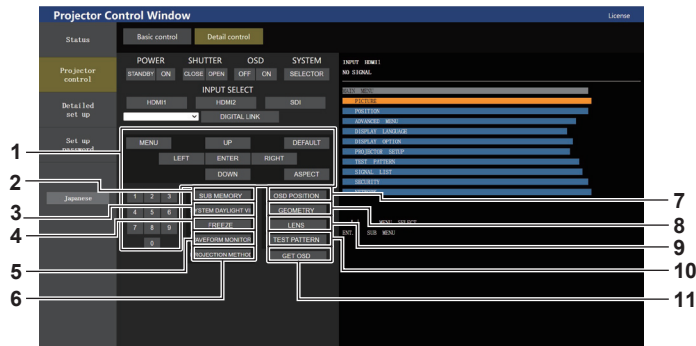 Projector Control Window
License
Status
Basic control
Detail control
Projector
control
Detailed
set up
Set up
password
Japanese
POWER
SHUTTER
OSD
SYSTEM
STANDBY
ON
CLOSE
OPEN
OFF
ON
SELECTOR
INPUT SELECT
HDMI1
HDMI2
SDI
DIGITAL LINK
MENU
UP
DEFAULT
LEFT
ENTER
RIGHT
DOWN
ASPECT
1 2 3
4 5 6
7 8 9
0
SUB MEMORY
OSD POSITION
GEOMETRY
FREEZE
LENS
WAVEFORM MONITOR
TEST PATTERN
PROJECTION METHOD
GET OSD
INPUT HDMI1
NO SIGNAL
MAIN MENU
PICTURE
POSITION
ADVANCED MENU
DISPLAY LANGUAGE
DISPLAY OPTION
PROJECTOR SETUP
TEST PATTERN
SIGNAL LIST
SECURITY
NETWORK
MENU SELECT
SUB MENU
1
2
3
4
5
6
7
8
9
10
11